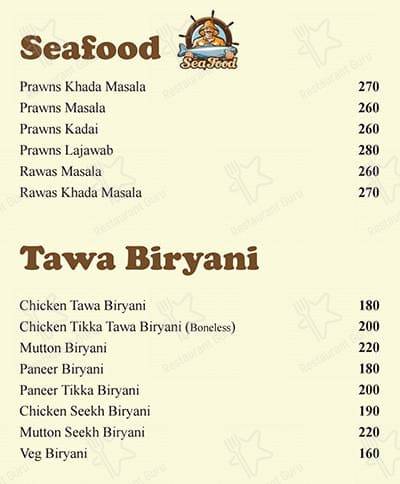 Seafood
SeaFood
Prawns Khada Masala 270
Prawns Masala 260
Prawns Kadai 260
Prawns Lajawab 280
Rawas Masala 260
Rawas Khada Masala 270
Tawa Biryani
Chicken Tawa Biryani 180
Chicken Tikka Tawa Biryani (Boneless) 200
Mutton Biryani 220
Paneer Biryani 180
Paneer Tikka Biryani 200
Chicken Seekh Biryani 190
Mutton Seekh Biryani 220
Veg Biryani 160
Restaurant Guru